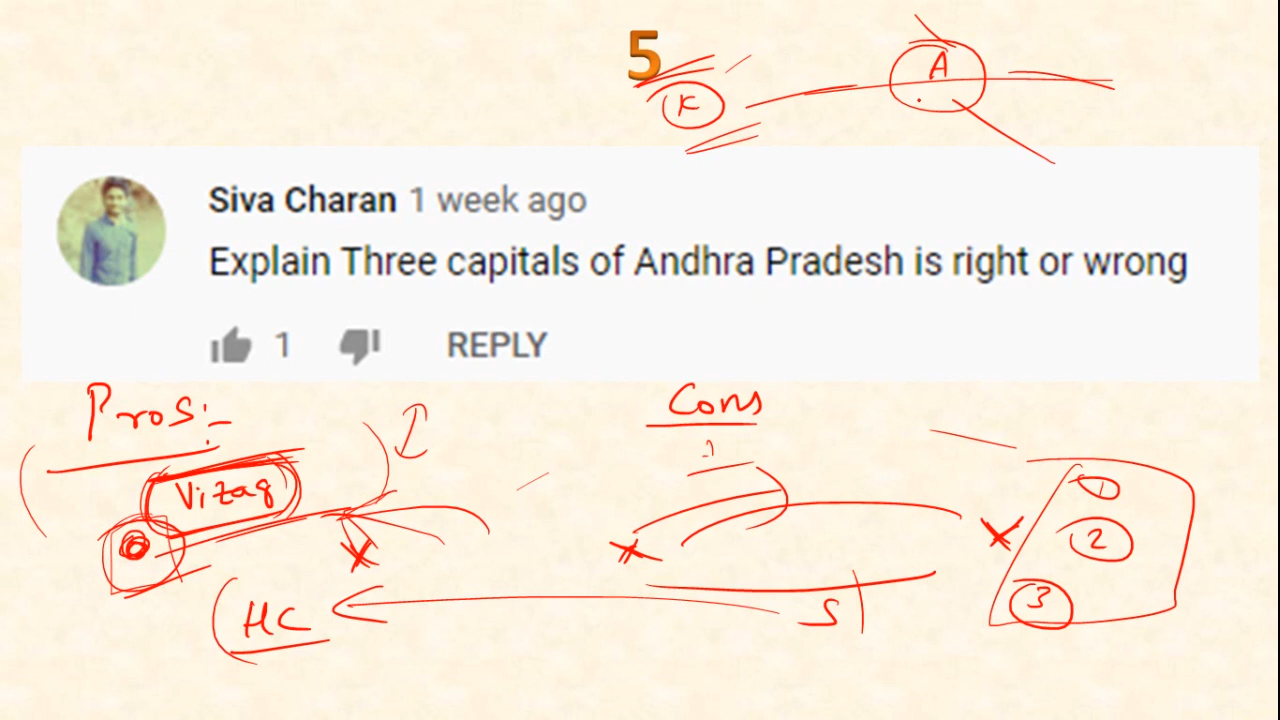 5
K
A
Siva Charan 1 week ago
Explain Three capitals of Andhra Pradesh is right or wrong
1
REPLY
Pros:-
Cons
Vizag
1
2
3
HC
S